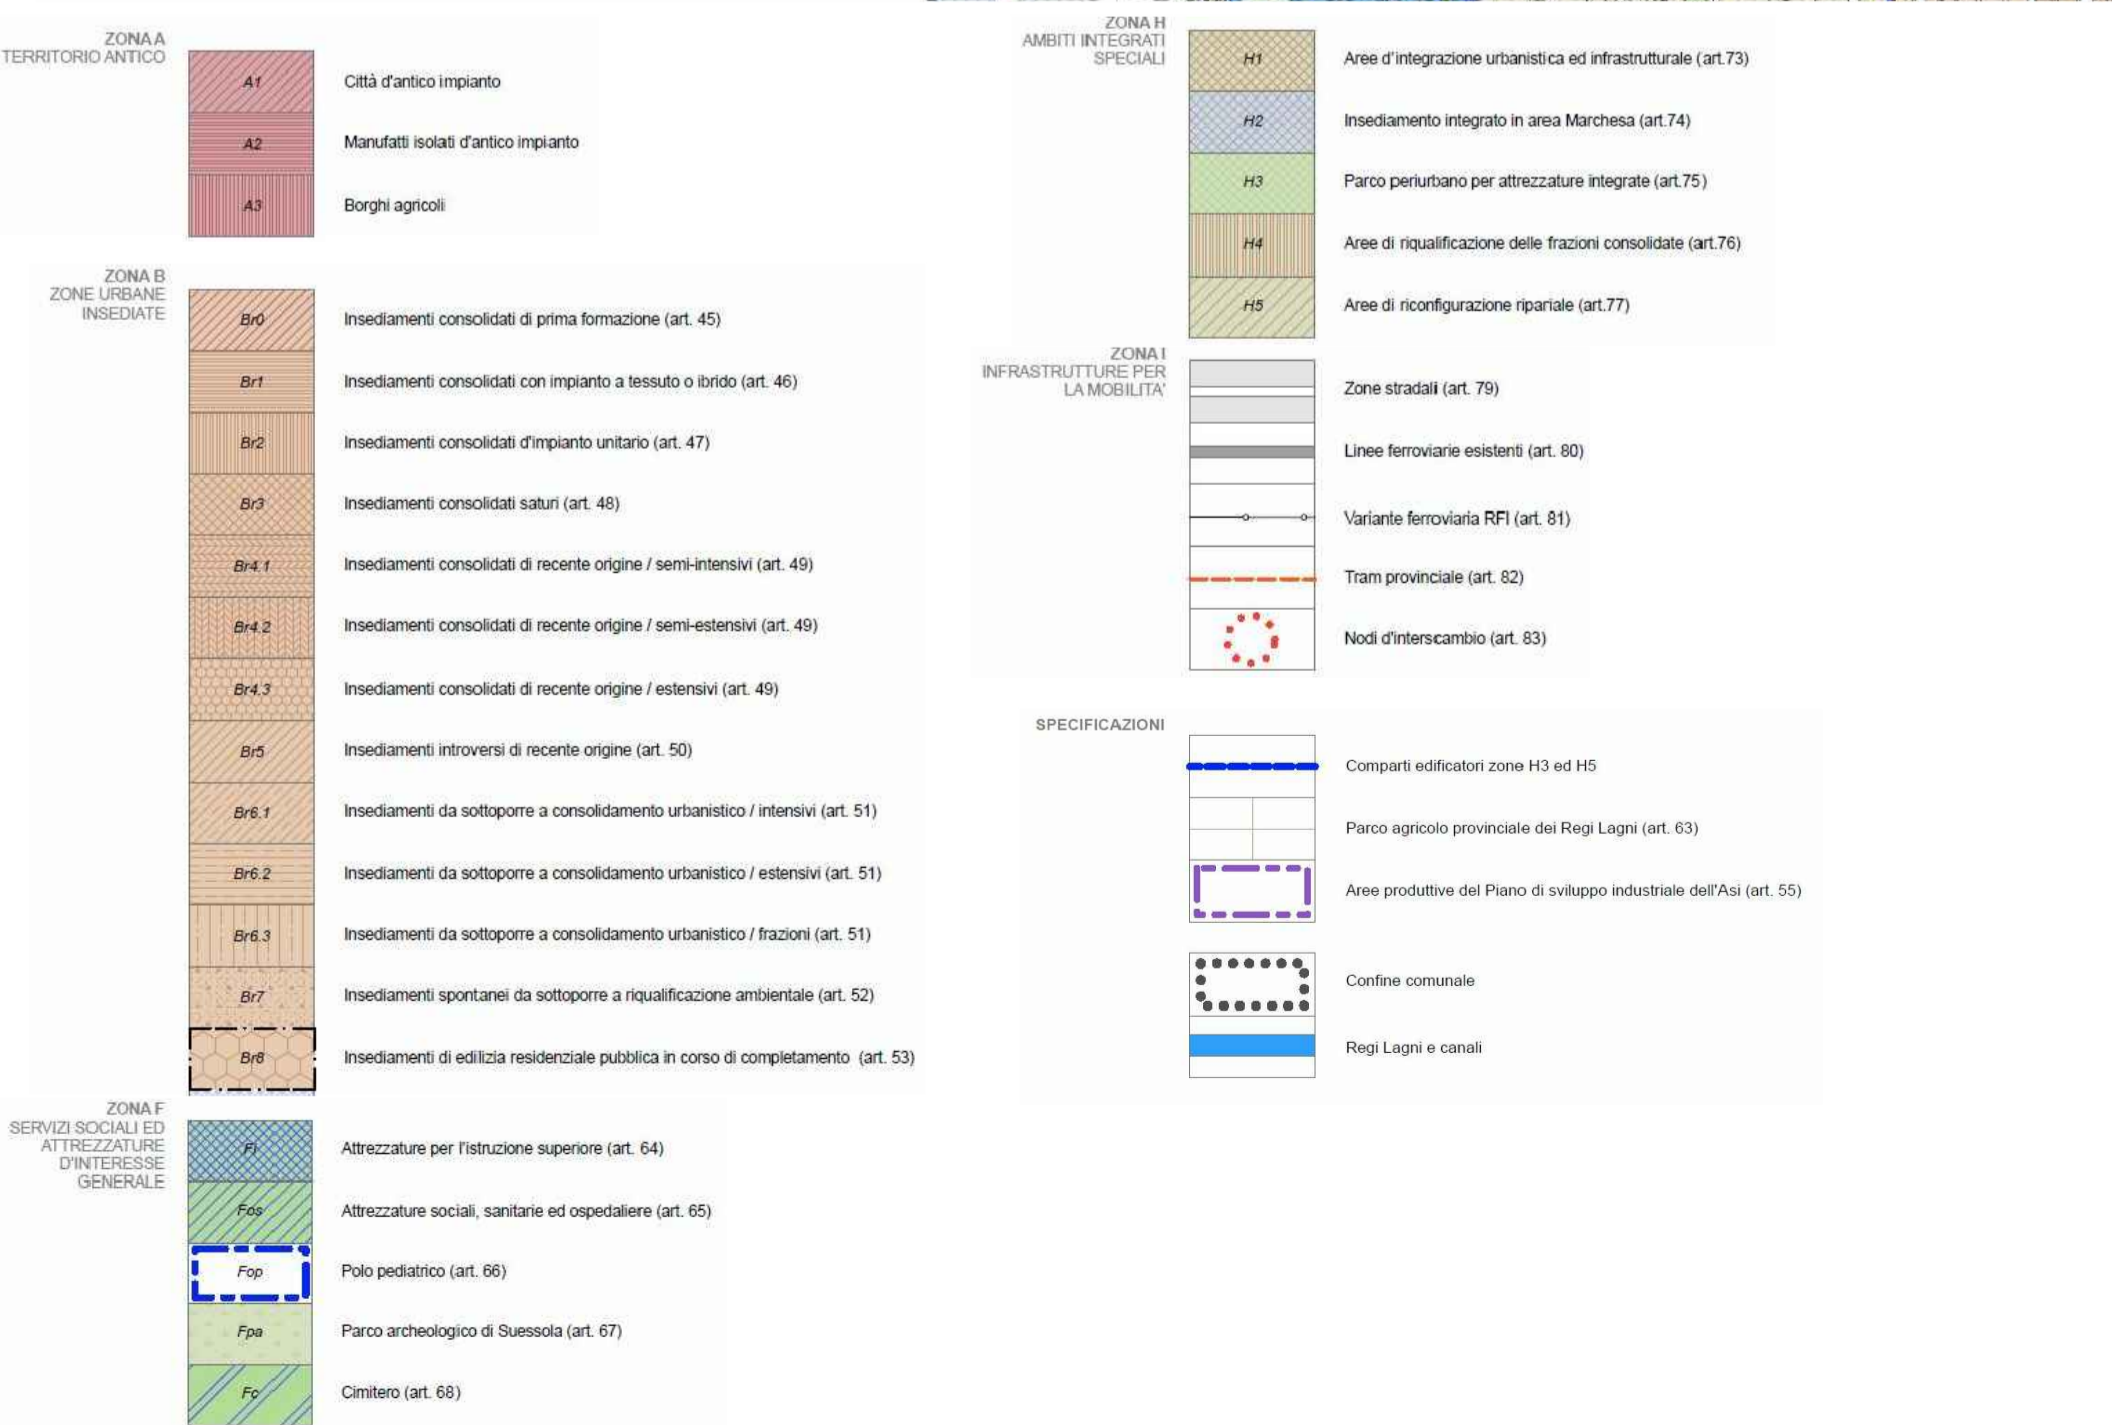 ZONA A
TERRITORIO ANTICO
A1
Città d'antico impianto
A2
Manufatti isolati d'antico impianto
A3
Borghi agricoli
ZONA B
ZONE URBANE
INSEDIATE
Br0
Insediamenti consolidati di prima formazione (art. 45)
Br1
Insediamenti consolidati con impianto a tessuto o ibrido (art. 46)
Br2
Insediamenti consolidati d'impianto unitario (art. 47)
Br3
Insediamenti consolidati saturi (art. 48)
Br4.1
Insediamenti consolidati di recente origine / semi-intensivi (art. 49)
Br4.2
Insediamenti consolidati di recente origine / semi-estensivi (art. 49)
Br4.3
Insediamenti consolidati di recente origine / estensivi (art. 49)
Br5
Insediamenti introversi di recente origine (art. 50)
Br6.1
Insediamenti da sottoporre a consolidamento urbanistico / intensivi (art. 51)
Br6.2
Insediamenti da sottoporre a consolidamento urbanistico / estensivi (art. 51)
Br6.3
Insediamenti da sottoporre a consolidamento urbanistico / frazioni (art. 51)
Br7
Insediamenti spontanei da sottoporre a riqualificazione ambientale (art. 52)
Br8
Insediamenti di edilizia residenziale pubblica in corso di completamento (art. 53)
ZONA F
SERVIZI SOCIALI ED
ATTREZZATURE
D'INTERESSE
GENERALE
Fi
Attrezzature per l'istruzione superiore (art. 64)
Fos
Attrezzature sociali, sanitarie ed ospedaliere (art. 65)
Fop
Polo pediatrico (art. 66)
Fpa
Parco archeologico di Suessola (art. 67)
Fc
Cimitero (art. 68)
ZONA H
AMBITI INTEGRATI
SPECIALI
H1
Aree d'integrazione urbanistica ed infrastrutturale (art.73)
H2
Insediamento integrato in area Marchesa (art.74)
H3
Parco periurbano per attrezzature integrate (art.75)
H4
Aree di riqualificazione delle frazioni consolidate (art.76)
H5
Aree di riconfigurazione ripariale (art.77)
ZONA I
INFRASTRUTTURE PER
LA MOBILITA'
Zone stradali (art. 79)
Linee ferroviarie esistenti (art. 80)
Variante ferroviaria RFI (art. 81)
Tram provinciale (art. 82)
Nodi d'interscambio (art. 83)
SPECIFICAZIONI
Comparti edificatori zone H3 ed H5
Parco agricolo provinciale dei Regi Lagni (art. 63)
Aree produttive del Piano di sviluppo industriale dell'Asi (art. 55)
Confine comunale
Regi Lagni e canali